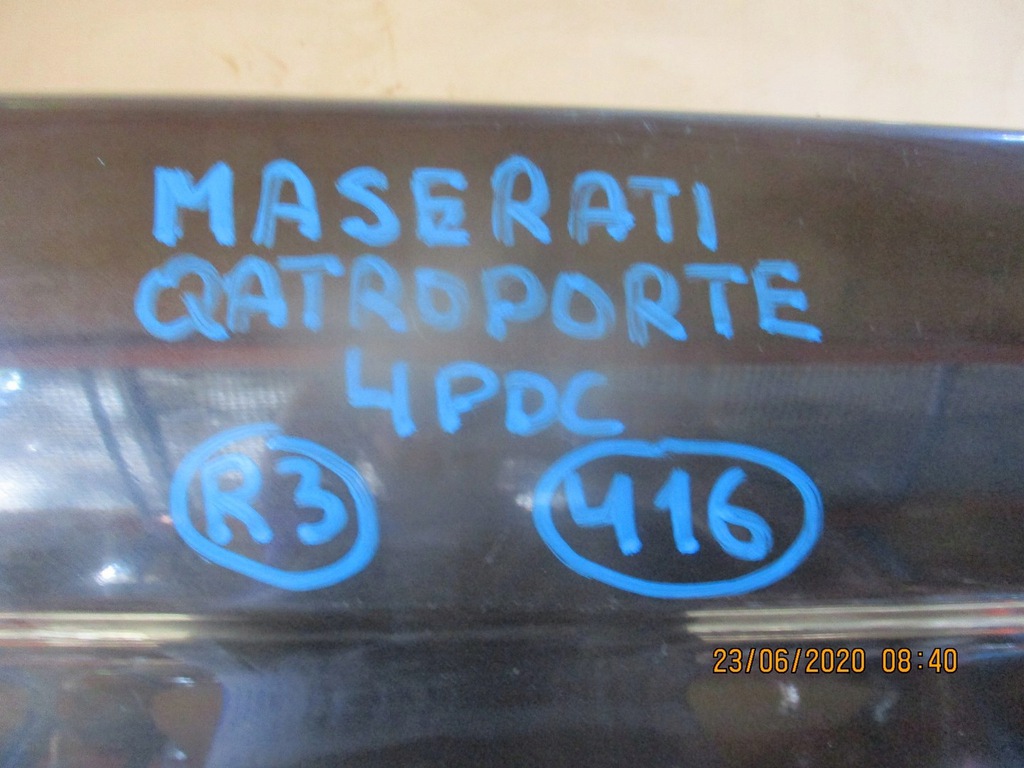 MASERATI
QATROPORTE
4PDC
R3 416
23/06/2020 08:40